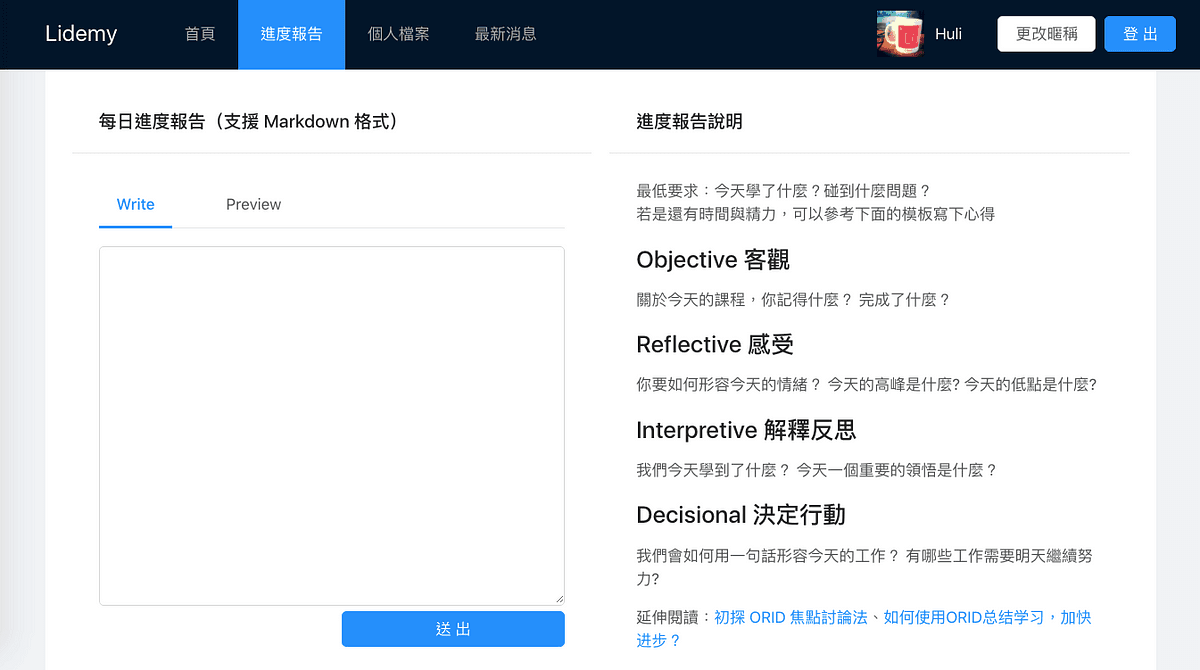 Lidemy 首頁 進度報告 個人檔案 最新消息 Huli 更改暱稱 登出
每日進度報告（支援 Markdown 格式）
Write Preview
送出
進度報告說明
最低要求：今天學了什麼？碰到什麼問題？
若是還有時間與精力，可以參考下面的模板寫下心得
Objective 客觀
關於今天的課程，你記得什麼？ 完成了什麼？
Reflective 感受
你要如何形容今天的情緒？ 今天的高峰是什麼? 今天的低點是什麼?
Interpretive 解釋反思
我們今天學到了什麼？ 今天一個重要的領悟是什麼？
Decisional 決定行動
我們會如何用一句話形容今天的工作？ 有哪些工作需要明天繼續努
力?
延伸閱讀：初探 ORID 焦點討論法、如何使用ORID总结学习，加快
进步？